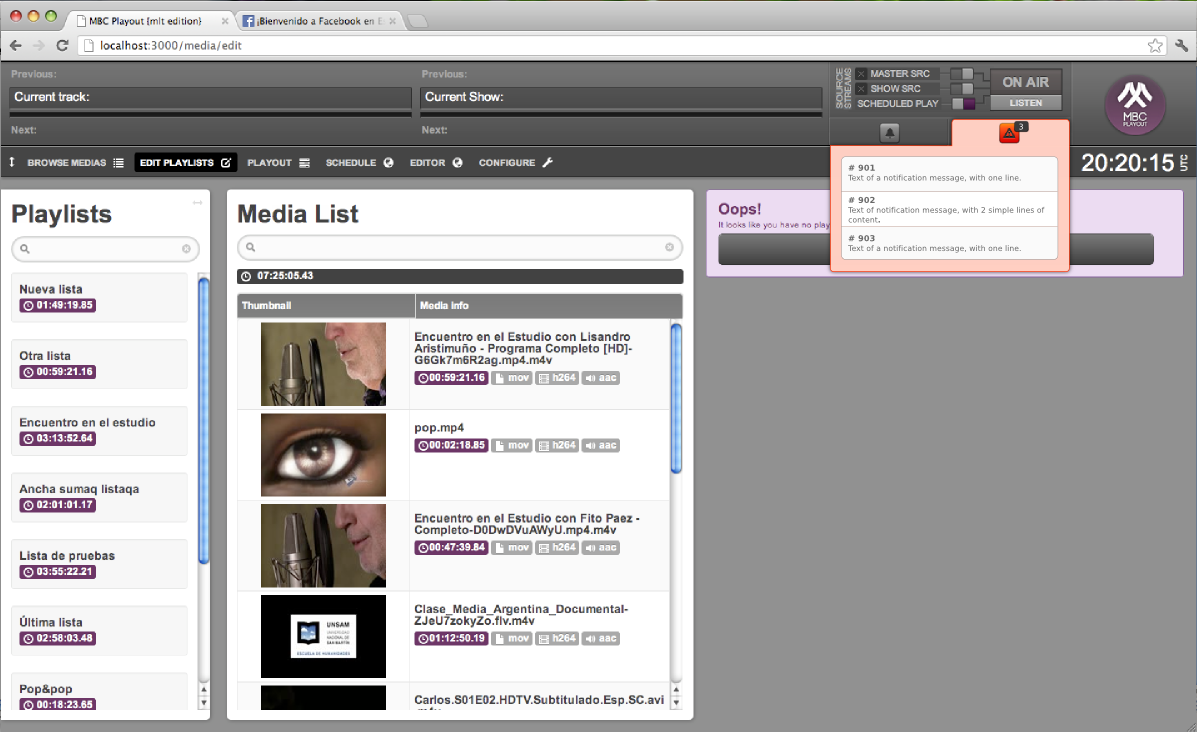 MBC Playout {mlt edition}
¡Bienvenido a Facebook en E
localhost:3000/media/edit
Previous:
Current track:
Next:
Previous:
Current Show:
Next:
SOURCE
STREAMS
MASTER SRC
SHOW SRC
SCHEDULED PLAY
ON AIR
LISTEN
MBC
PLAYOUT
3
BROWSE MEDIAS
EDIT PLAYLISTS
PLAYOUT
SCHEDULE
EDITOR
CONFIGURE
20:20:15 UTC
# 901
Text of a notification message, with one line.
# 902
Text of notification message, with 2 simple lines of
content.
# 903
Text of a notification message, with one line.
Playlists
Nueva lista
01:49:19.85
Otra lista
00:59:21.16
Encuentro en el estudio
03:13:52.64
Ancha sumaq listaqa
02:01:01.17
Lista de pruebas
03:55:22.21
Última lista
02:58:03.48
Pop&pop
00:18:23.65
Media List
07:25:05.43
Thumbnail
Media info
Encuentro en el Estudio con Lisandro
Aristimuño - Programa Completo [HD]-
G6Gk7m6R2ag.mp4.m4v
00:59:21.16 mov h264 aac
pop.mp4
00:02:18.85 mov h264 aac
Encuentro en el Estudio con Fito Paez -
Completo-D0DwDVuAWyU.mp4.m4v
00:47:39.84 mov h264 aac
UNSAM
UNIVERSIDAD
NACIONAL DE
SAN MARTÍN
ESCUELA DE HUMANIDADES
Clase_Media_Argentina_Documental-
ZJeU7zokyZo.flv.m4v
01:12:50.19 mov h264 aac
Carlos.S01E02.HDTV.Subtitulado.Esp.SC.avi
Oops!
It looks like you have no play